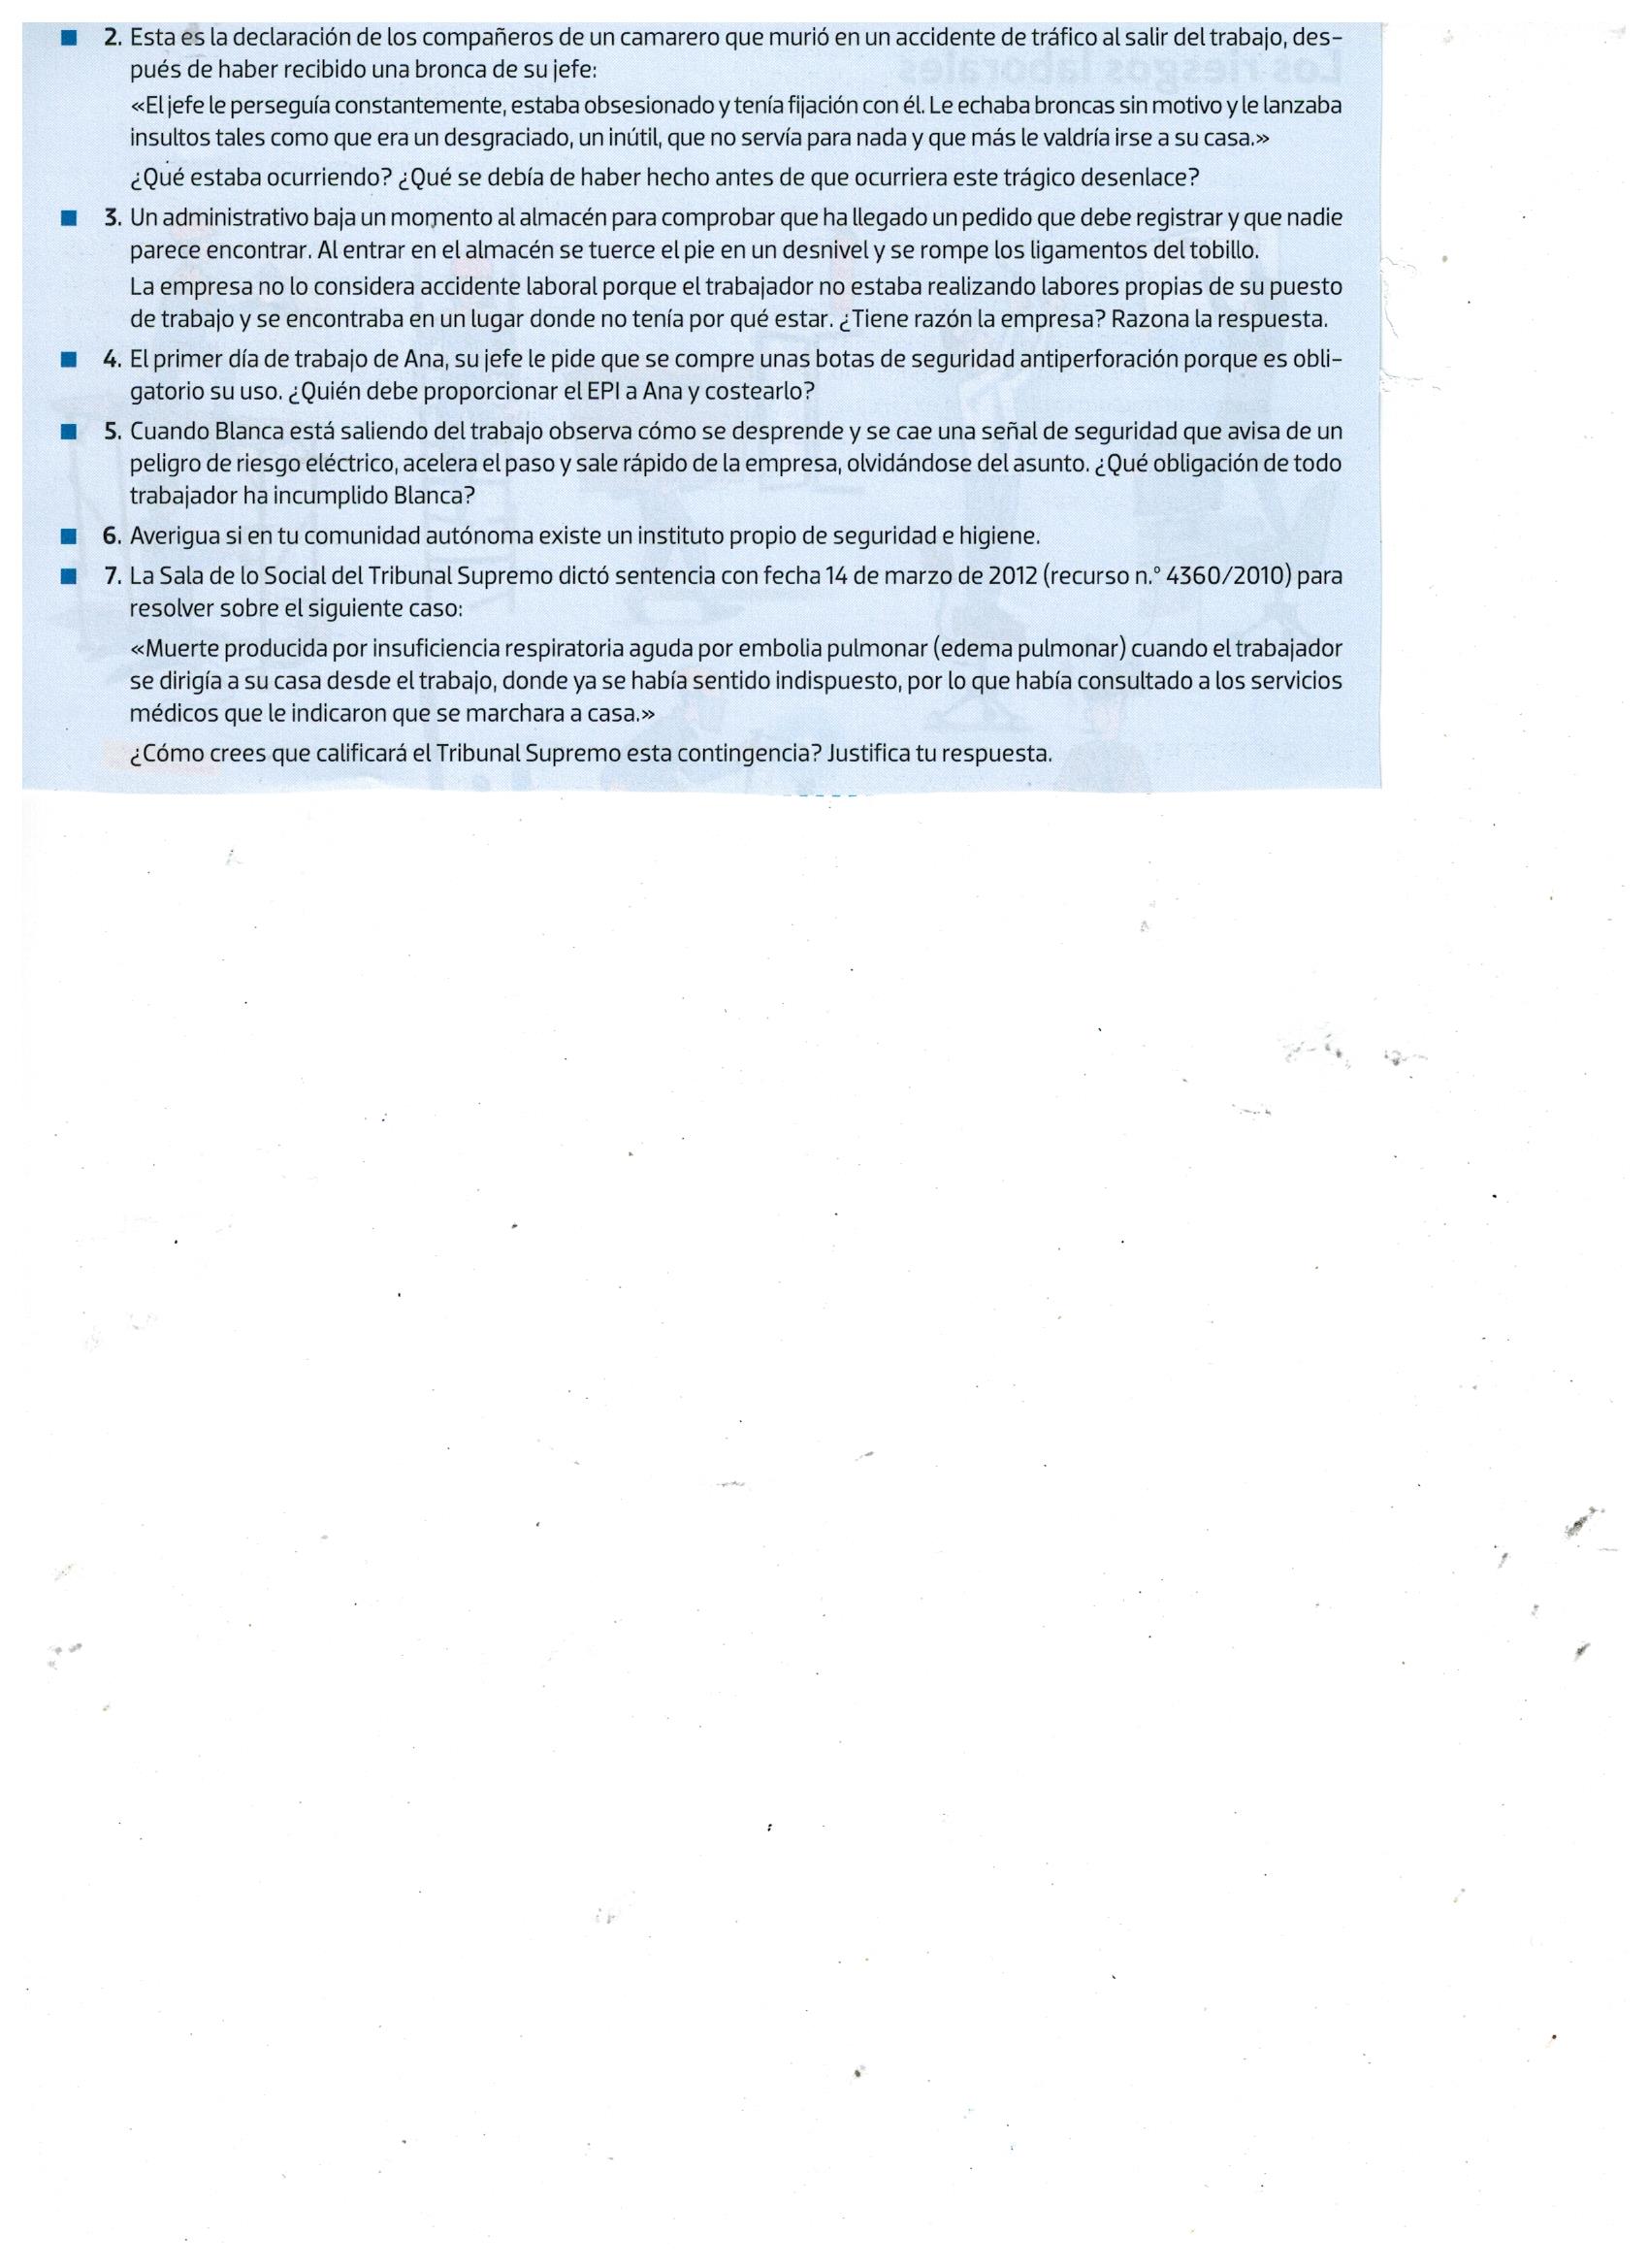 2. Esta es la declaración de los compañeros de un camarero que murió en un accidente de tráfico al salir del trabajo, des-
pués de haber recibido una bronca de su jefe:
«El jefe le perseguía constantemente, estaba obsesionado y tenía fijación con él. Le echaba broncas sin motivo y le lanzaba
insultos tales como que era un desgraciado, un inútil, que no servía para nada y que más le valdría irse a su casa.»
¿Qué estaba ocurriendo? ¿Qué se debía de haber hecho antes de que ocurriera este trágico desenlace?
3. Un administrativo baja un momento al almacén para comprobar que ha llegado un pedido que debe registrar y que nadie
parece encontrar. Al entrar en el almacén se tuerce el pie en un desnivel y se rompe los ligamentos del tobillo.
La empresa no lo considera accidente laboral porque el trabajador no estaba realizando labores propias de su puesto
de trabajo y se encontraba en un lugar donde no tenía por qué estar. ¿Tiene razón la empresa? Razona la respuesta.
4. El primer día de trabajo de Ana, su jefe le pide que se compre unas botas de seguridad antiperforación porque es obli-
gatorio su uso. ¿Quién debe proporcionar el EPI a Ana y costearlo?
5. Cuando Blanca está saliendo del trabajo observa cómo se desprende y se cae una señal de seguridad que avisa de un
peligro de riesgo eléctrico, acelera el paso y sale rápido de la empresa, olvidándose del asunto. ¿Qué obligación de todo
trabajador ha incumplido Blanca?
6. Averigua si en tu comunidad autónoma existe un instituto propio de seguridad e higiene.
7. La Sala de lo Social del Tribunal Supremo dictó sentencia con fecha 14 de marzo de 2012 (recurso n.º 4360/2010) para
resolver sobre el siguiente caso:
«Muerte producida por insuficiencia respiratoria aguda por embolia pulmonar (edema pulmonar) cuando el trabajador
se dirigía a su casa desde el trabajo, donde ya se había sentido indispuesto, por lo que había consultado a los servicios
médicos que le indicaron que se marchara a casa.»
¿Cómo crees que calificará el Tribunal Supremo esta contingencia? Justifica tu respuesta.